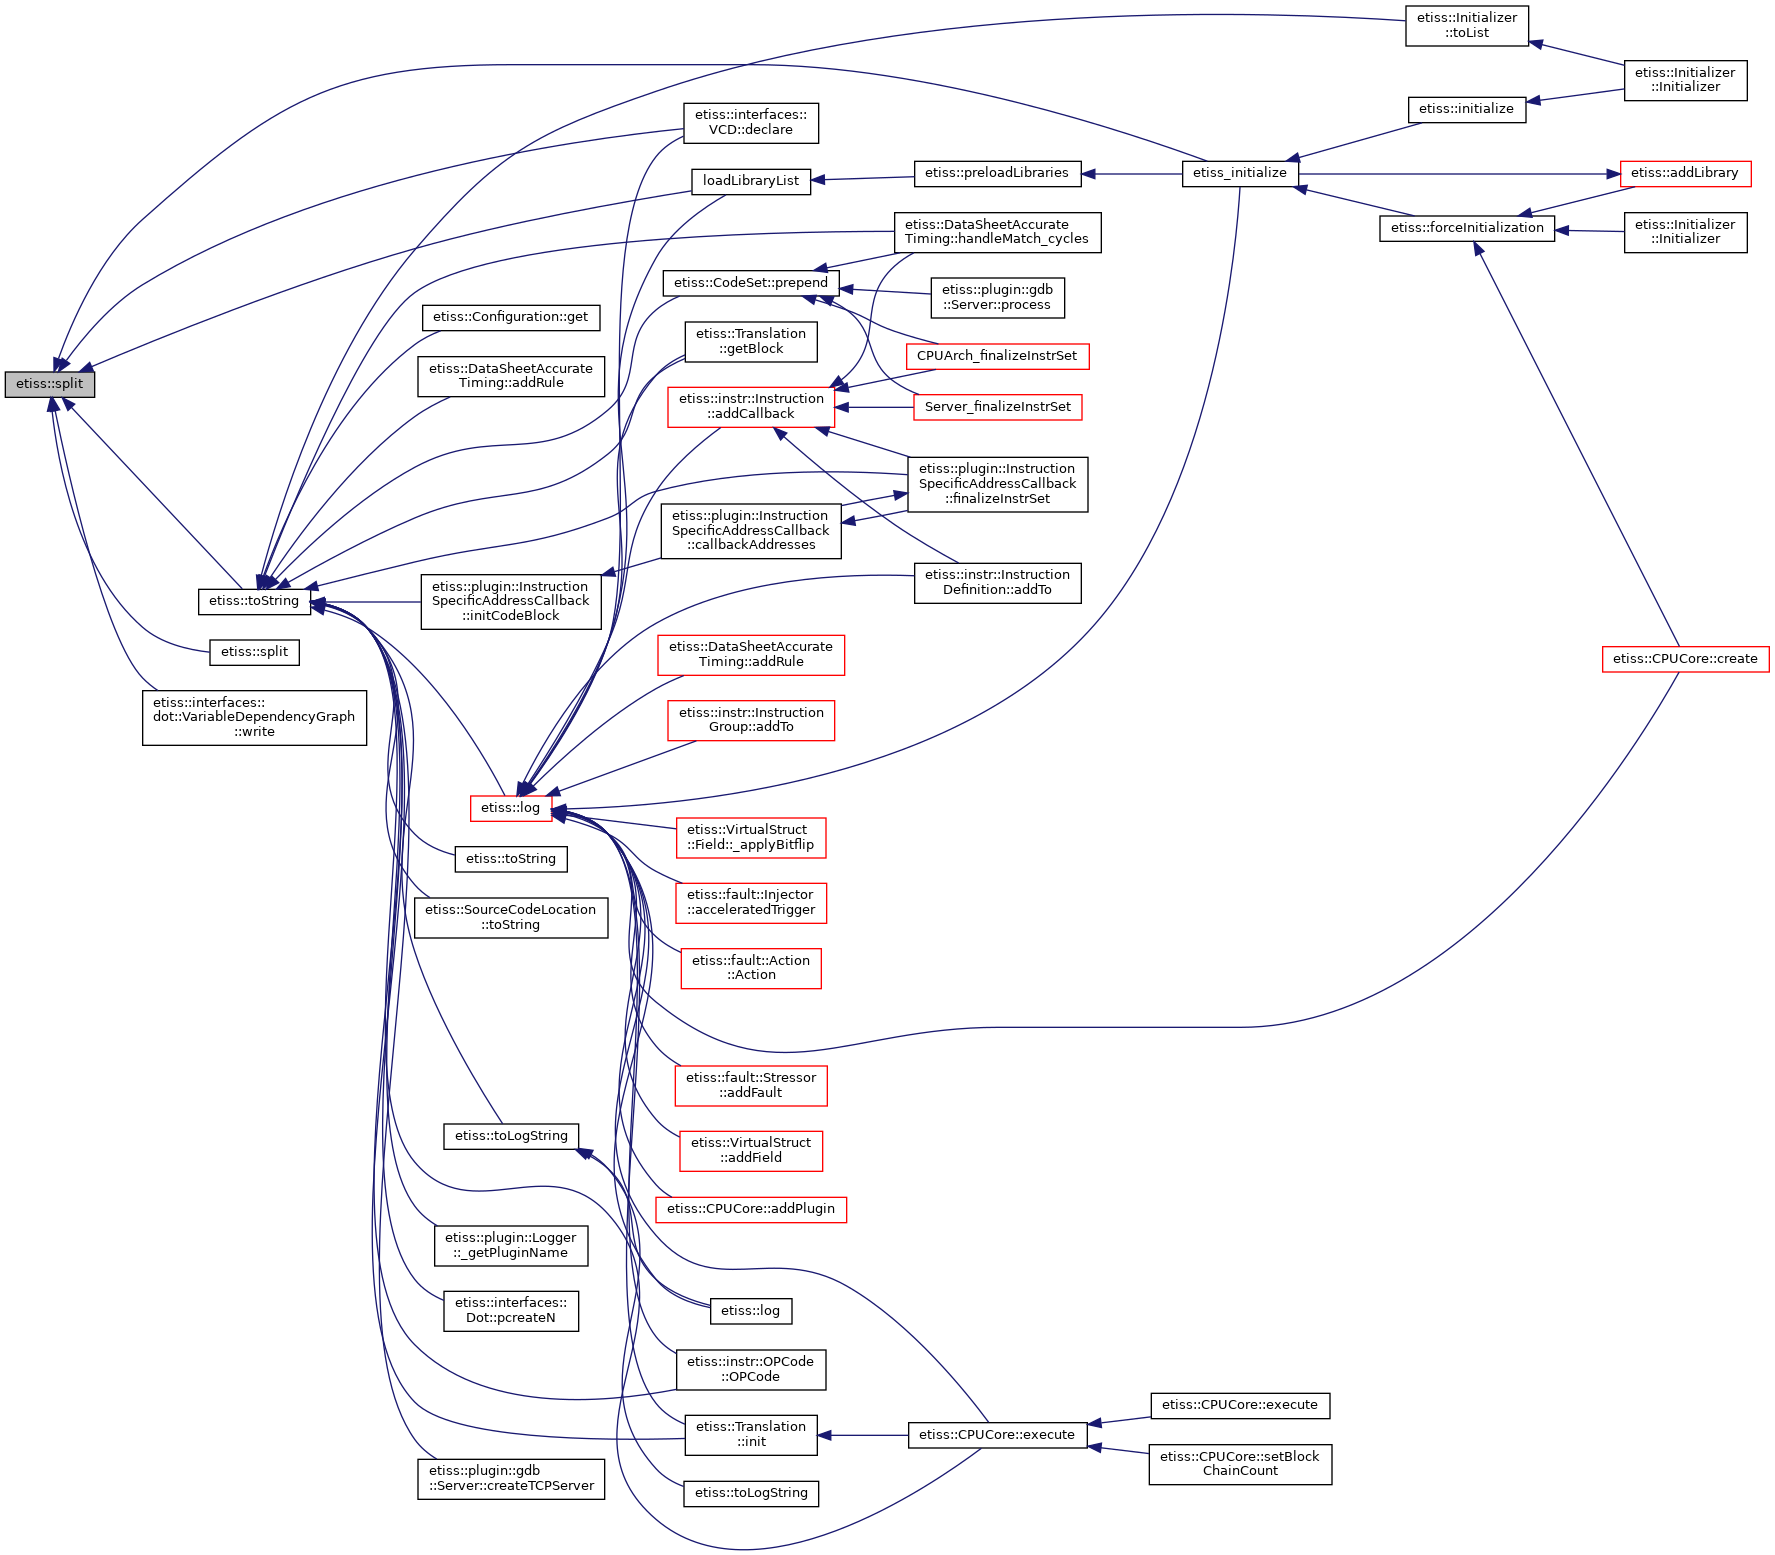 etiss::Initializer
::toList
etiss::Initializer
::Initializer
etiss::initialize
etiss::interfaces::
VCD::declare
loadLibraryList
etiss::preloadLibraries
etiss_initialize
etiss::addLibrary
etiss::DataSheetAccurate
Timing::handleMatch_cycles
etiss::forceInitialization
etiss::Initializer
::Initializer
etiss::CodeSet::prepend
etiss::plugin::gdb
::Server::process
etiss::Configuration::get
etiss::Translation
::getBlock
CPUArch_finalizeInstrSet
etiss::DataSheetAccurate
Timing::addRule
etiss::split
etiss::instr::Instruction
::addCallback
Server_finalizeInstrSet
etiss::plugin::Instruction
SpecificAddressCallback
::finalizeInstrSet
etiss::plugin::Instruction
SpecificAddressCallback
::callbackAddresses
etiss::toString
etiss::plugin::Instruction
SpecificAddressCallback
::initCodeBlock
etiss::instr::Instruction
Definition::addTo
etiss::split
etiss::DataSheetAccurate
Timing::addRule
etiss::CPUCore::create
etiss::interfaces::
dot::VariableDependencyGraph
::write
etiss::instr::Instruction
Group::addTo
etiss::log
etiss::VirtualStruct
::Field::_applyBitflip
etiss::toString
etiss::fault::Injector
::acceleratedTrigger
etiss::SourceCodeLocation
::toString
etiss::fault::Action
::Action
etiss::fault::Stressor
::addFault
etiss::toLogString
etiss::VirtualStruct
::addField
etiss::CPUCore::addPlugin
etiss::plugin::Logger
::_getPluginName
etiss::interfaces::
Dot::pcreateN
etiss::log
etiss::instr::OPCode
::OPCode
etiss::Translation
::init
etiss::CPUCore::execute
etiss::CPUCore::execute
etiss::CPUCore::setBlock
ChainCount
etiss::plugin::gdb
::Server::createTCPServer
etiss::toLogString